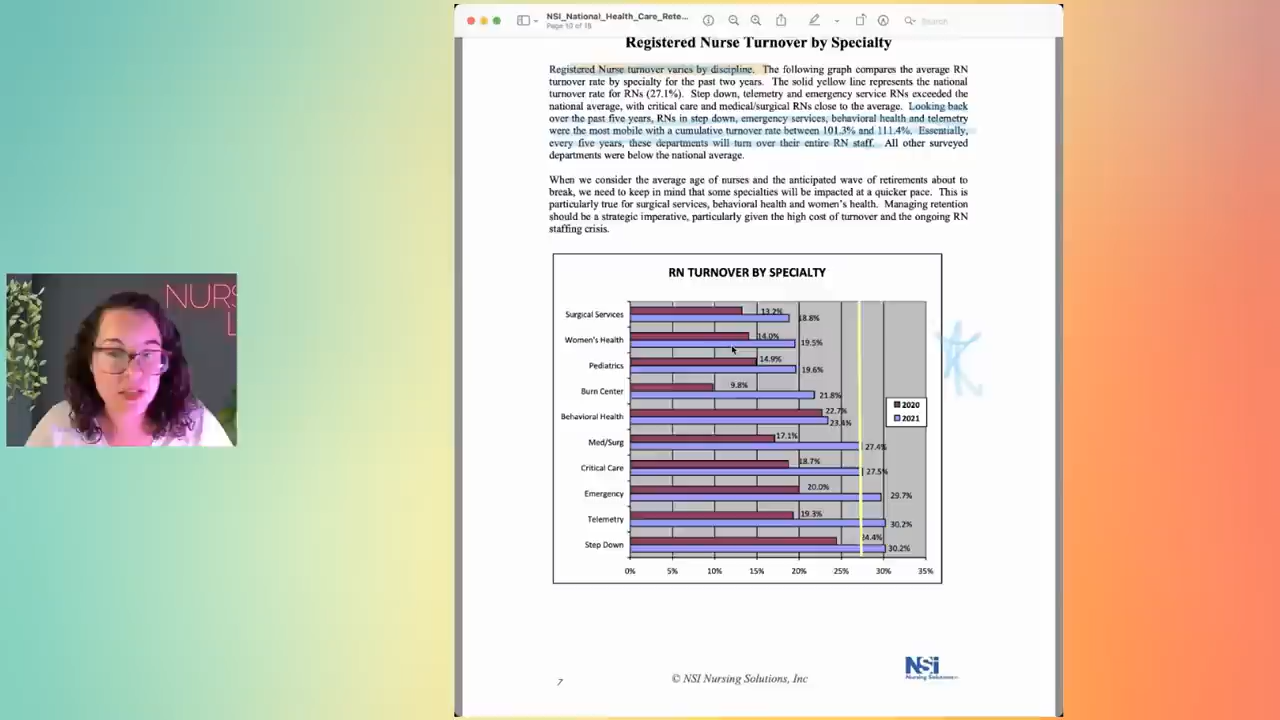 NSI_National_Health_Care_Rete...
Page 10 of 15
Search
NURS
L
Registered Nurse Turnover by Specialty
Registered Nurse turnover varies by discipline. The following graph compares the average RN
turnover rate by specialty for the past two years. The solid yellow line represents the national
turnover rate for RNs (27.1%). Step down, telemetry and emergency service RNs exceeded the
national average, with critical care and medical/surgical RNs close to the average. Looking back
over the past five years, RNs in step down, emergency services, behavioral health and telemetry
were the most mobile with a cumulative turnover rate between 101.3% and 111.4%. Essentially,
every five years, these departments will turn over their entire RN staff. All other surveyed
departments were below the national average.
When we consider the average age of nurses and the anticipated wave of retirements about to
break, we need to keep in mind that some specialties will be impacted at a quicker pace. This is
particularly true for surgical services, behavioral health and women's health. Managing retention
should be a strategic imperative, particularly given the high cost of turnover and the ongoing RN
staffing crisis.
RN TURNOVER BY SPECIALTY
Surgical Services 13.2% 18.8%
Women's Health 14.0% 19.5%
Pediatrics 14.9% 19.6%
Burn Center 9.8% 21.8%
Behavioral Health 22.7% 23.4%
Med/Surg 17.1% 27.4%
Critical Care 18.7% 27.5%
Emergency 20.0% 29.7%
Telemetry 19.3% 30.2%
Step Down 24.4% 30.2%
2020
2021
0% 5% 10% 15% 20% 25% 30% 35%
7
© NSI Nursing Solutions, Inc
NSi
Nursing Solutions